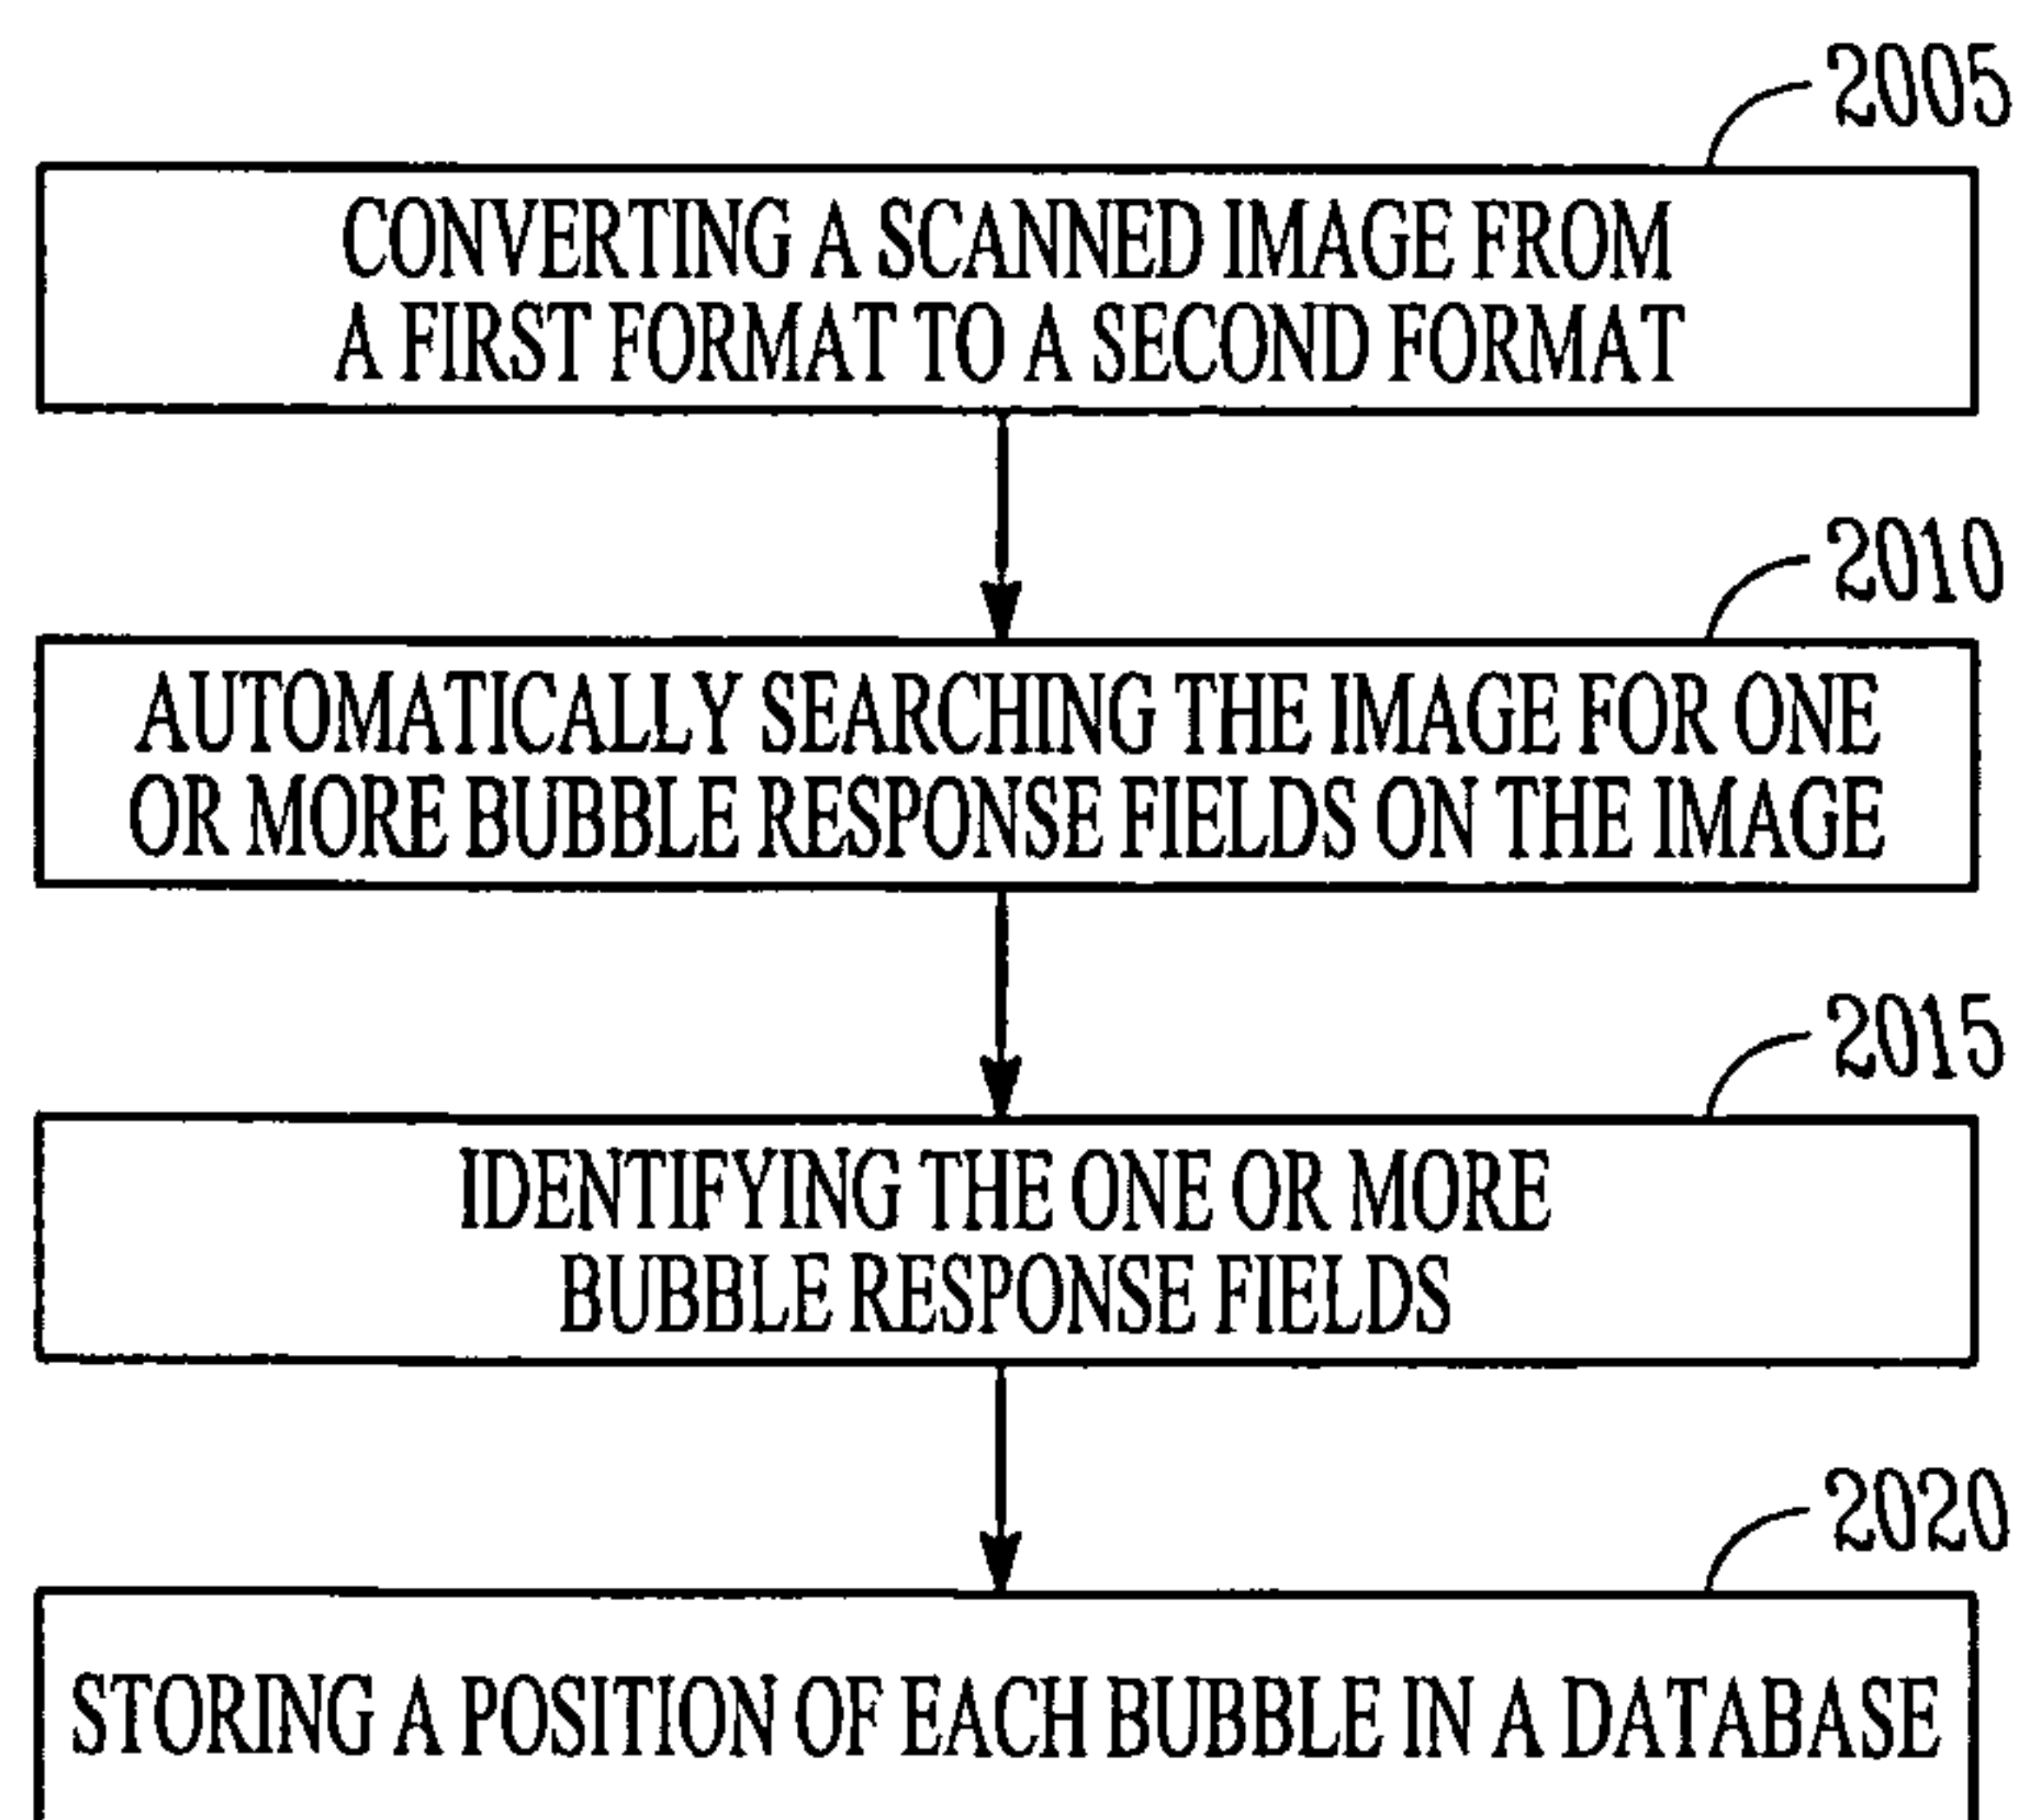 2005
CONVERTING A SCANNED IMAGE FROM
A FIRST FORMAT TO A SECOND FORMAT
2010
AUTOMATICALLY SEARCHING THE IMAGE FOR ONE
OR MORE BUBBLE RESPONSE FIELDS ON THE IMAGE
2015
IDENTIFYING THE ONE OR MORE
BUBBLE RESPONSE FIELDS
2020
STORING A POSITION OF EACH BUBBLE IN A DATABASE